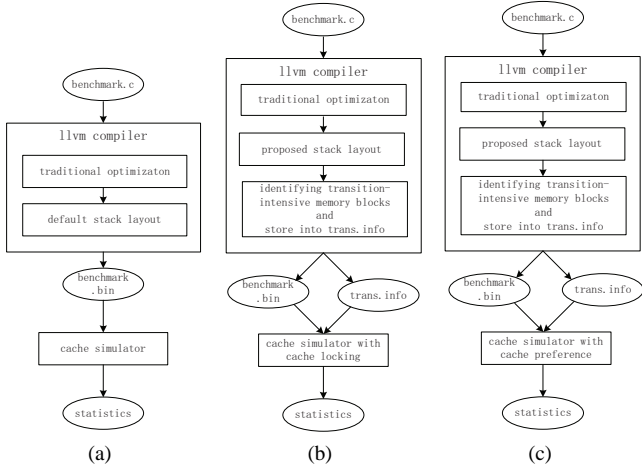 benchmark.c
llvm compiler
traditional optimizaton
default stack layout
benchmark
.bin
cache simulator
statistics
(a)
benchmark.c
llvm compiler
traditional optimizaton
proposed stack layout
identifying transition-
intensive memory blocks
and
store into trans.info
benchmark
.bin
trans.info
cache simulator with
cache locking
statistics
(b)
benchmark.c
llvm compiler
traditional optimizaton
proposed stack layout
identifying transition-
intensive memory blocks
and
store into trans.info
benchmark
.bin
trans.info
cache simulator with
cache preference
statistics
(c)